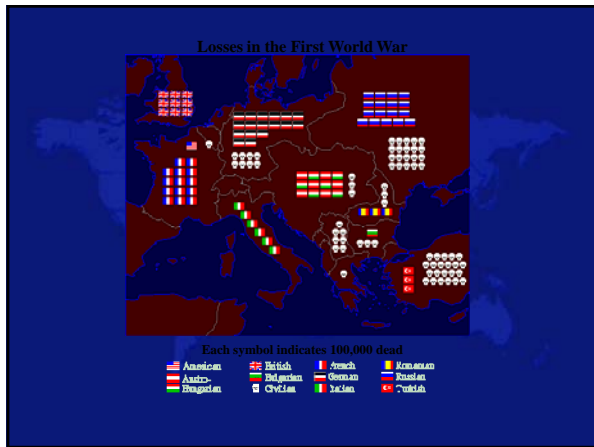 Losses in the First World War
Each symbol indicates 100,000 dead
American British French Romanian
Austro- Bulgarian German Russian
Hungarian Civilian Italian Turkish